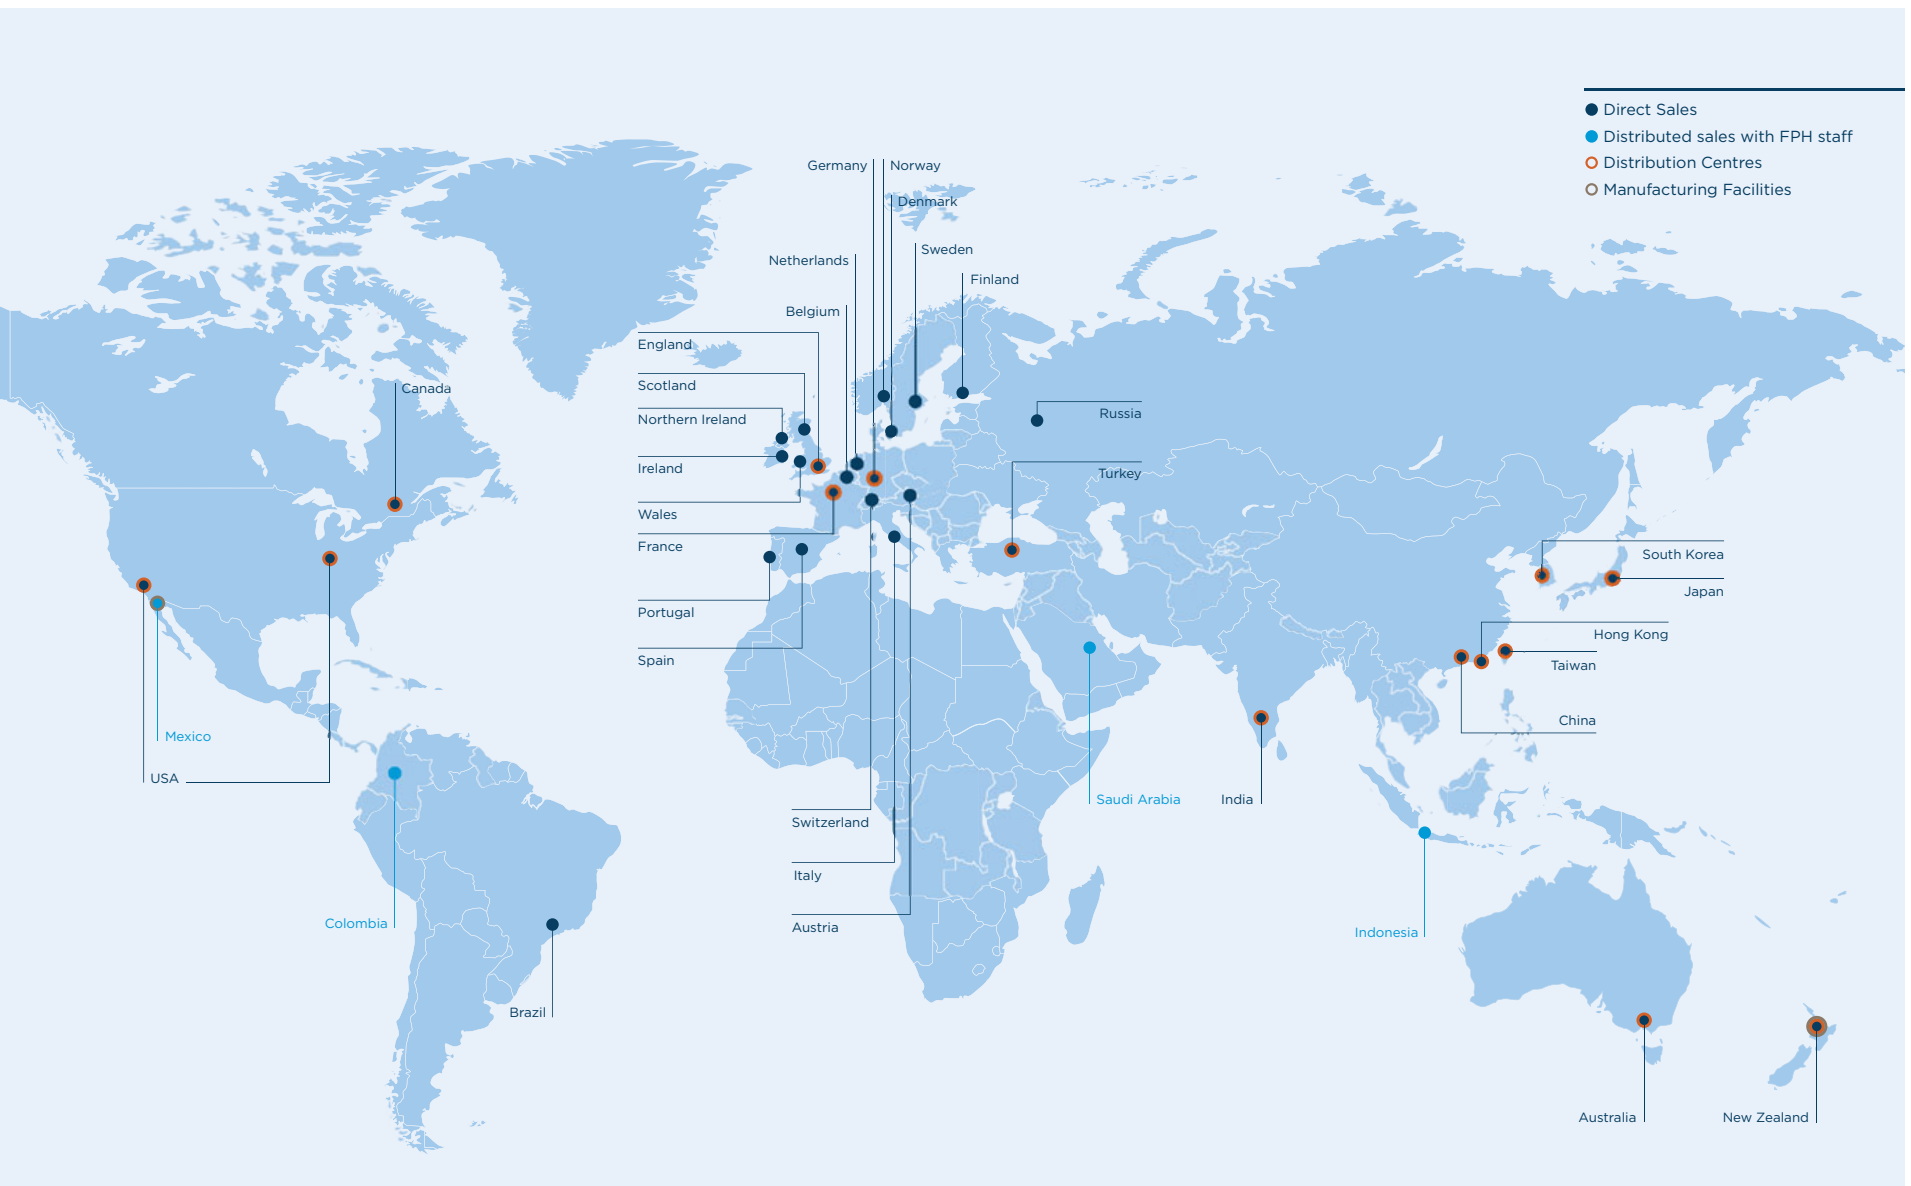 Direct Sales
Distributed sales with FPH staff
Distribution Centres
Manufacturing Facilities
Germany
Norway
Denmark
Sweden
Netherlands
Finland
Belgium
England
Scotland
Canada
Northern Ireland
Russia
Ireland
Turkey
Wales
France
South Korea
Japan
Portugal
Hong Kong
Spain
Taiwan
China
Mexico
USA
Saudi Arabia
India
Switzerland
Italy
Colombia
Austria
Indonesia
Brazil
Australia
New Zealand